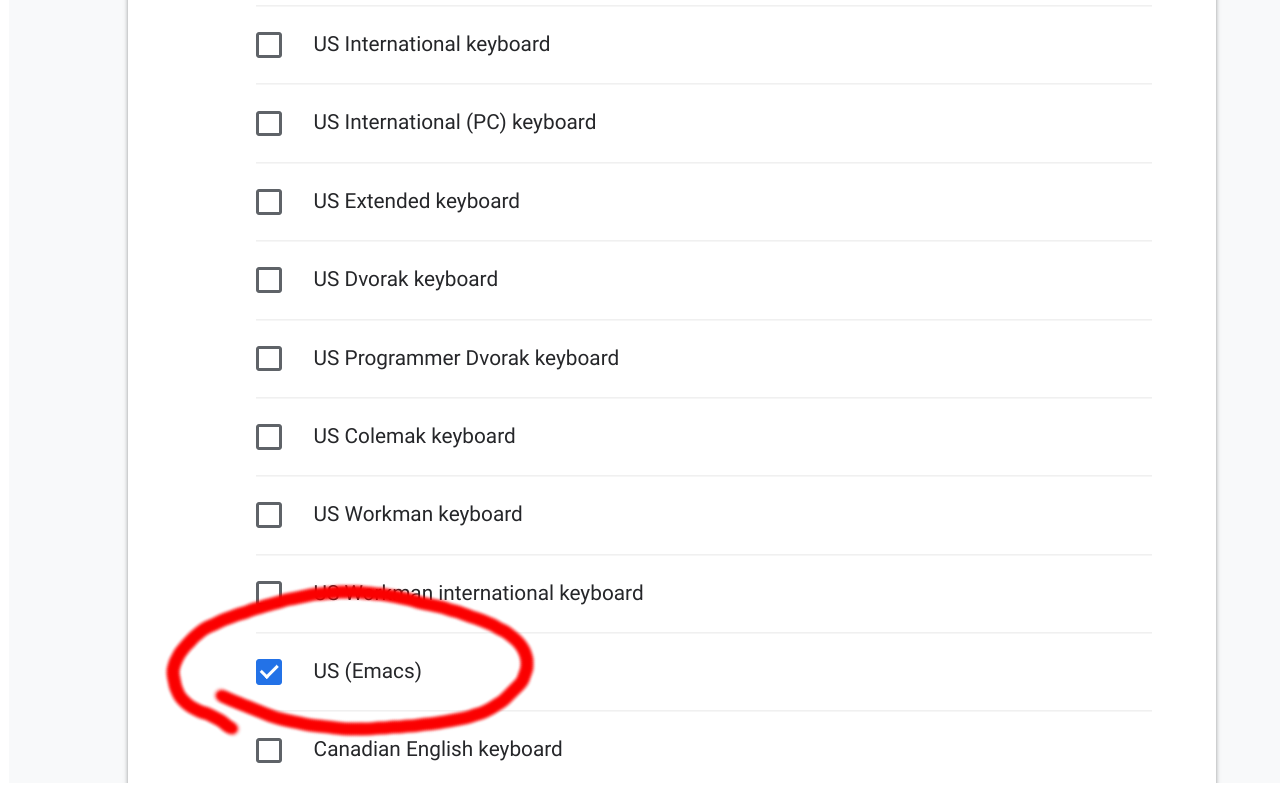 US International keyboard
US International (PC) keyboard
US Extended keyboard
US Dvorak keyboard
US Programmer Dvorak keyboard
US Colemak keyboard
US Workman keyboard
US Workman international keyboard
US (Emacs)
Canadian English keyboard